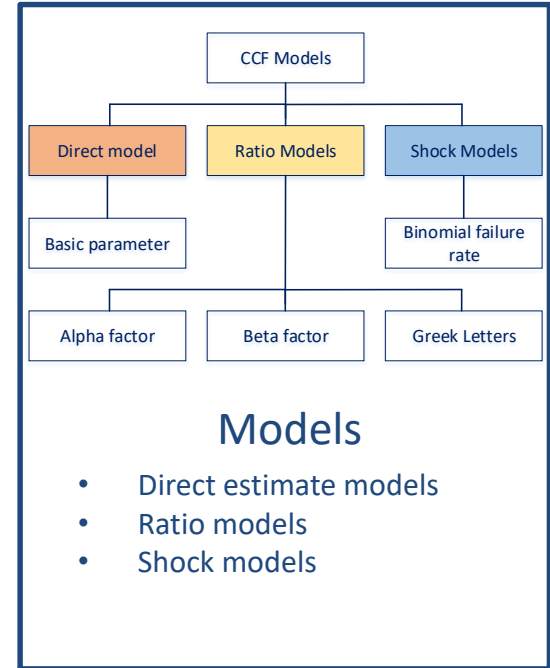 CCF Models
Direct model
Ratio Models
Shock Models
Basic parameter
Binomial failure
rate
Alpha factor
Beta factor
Greek Letters
Models
• Direct estimate models
• Ratio models
• Shock models